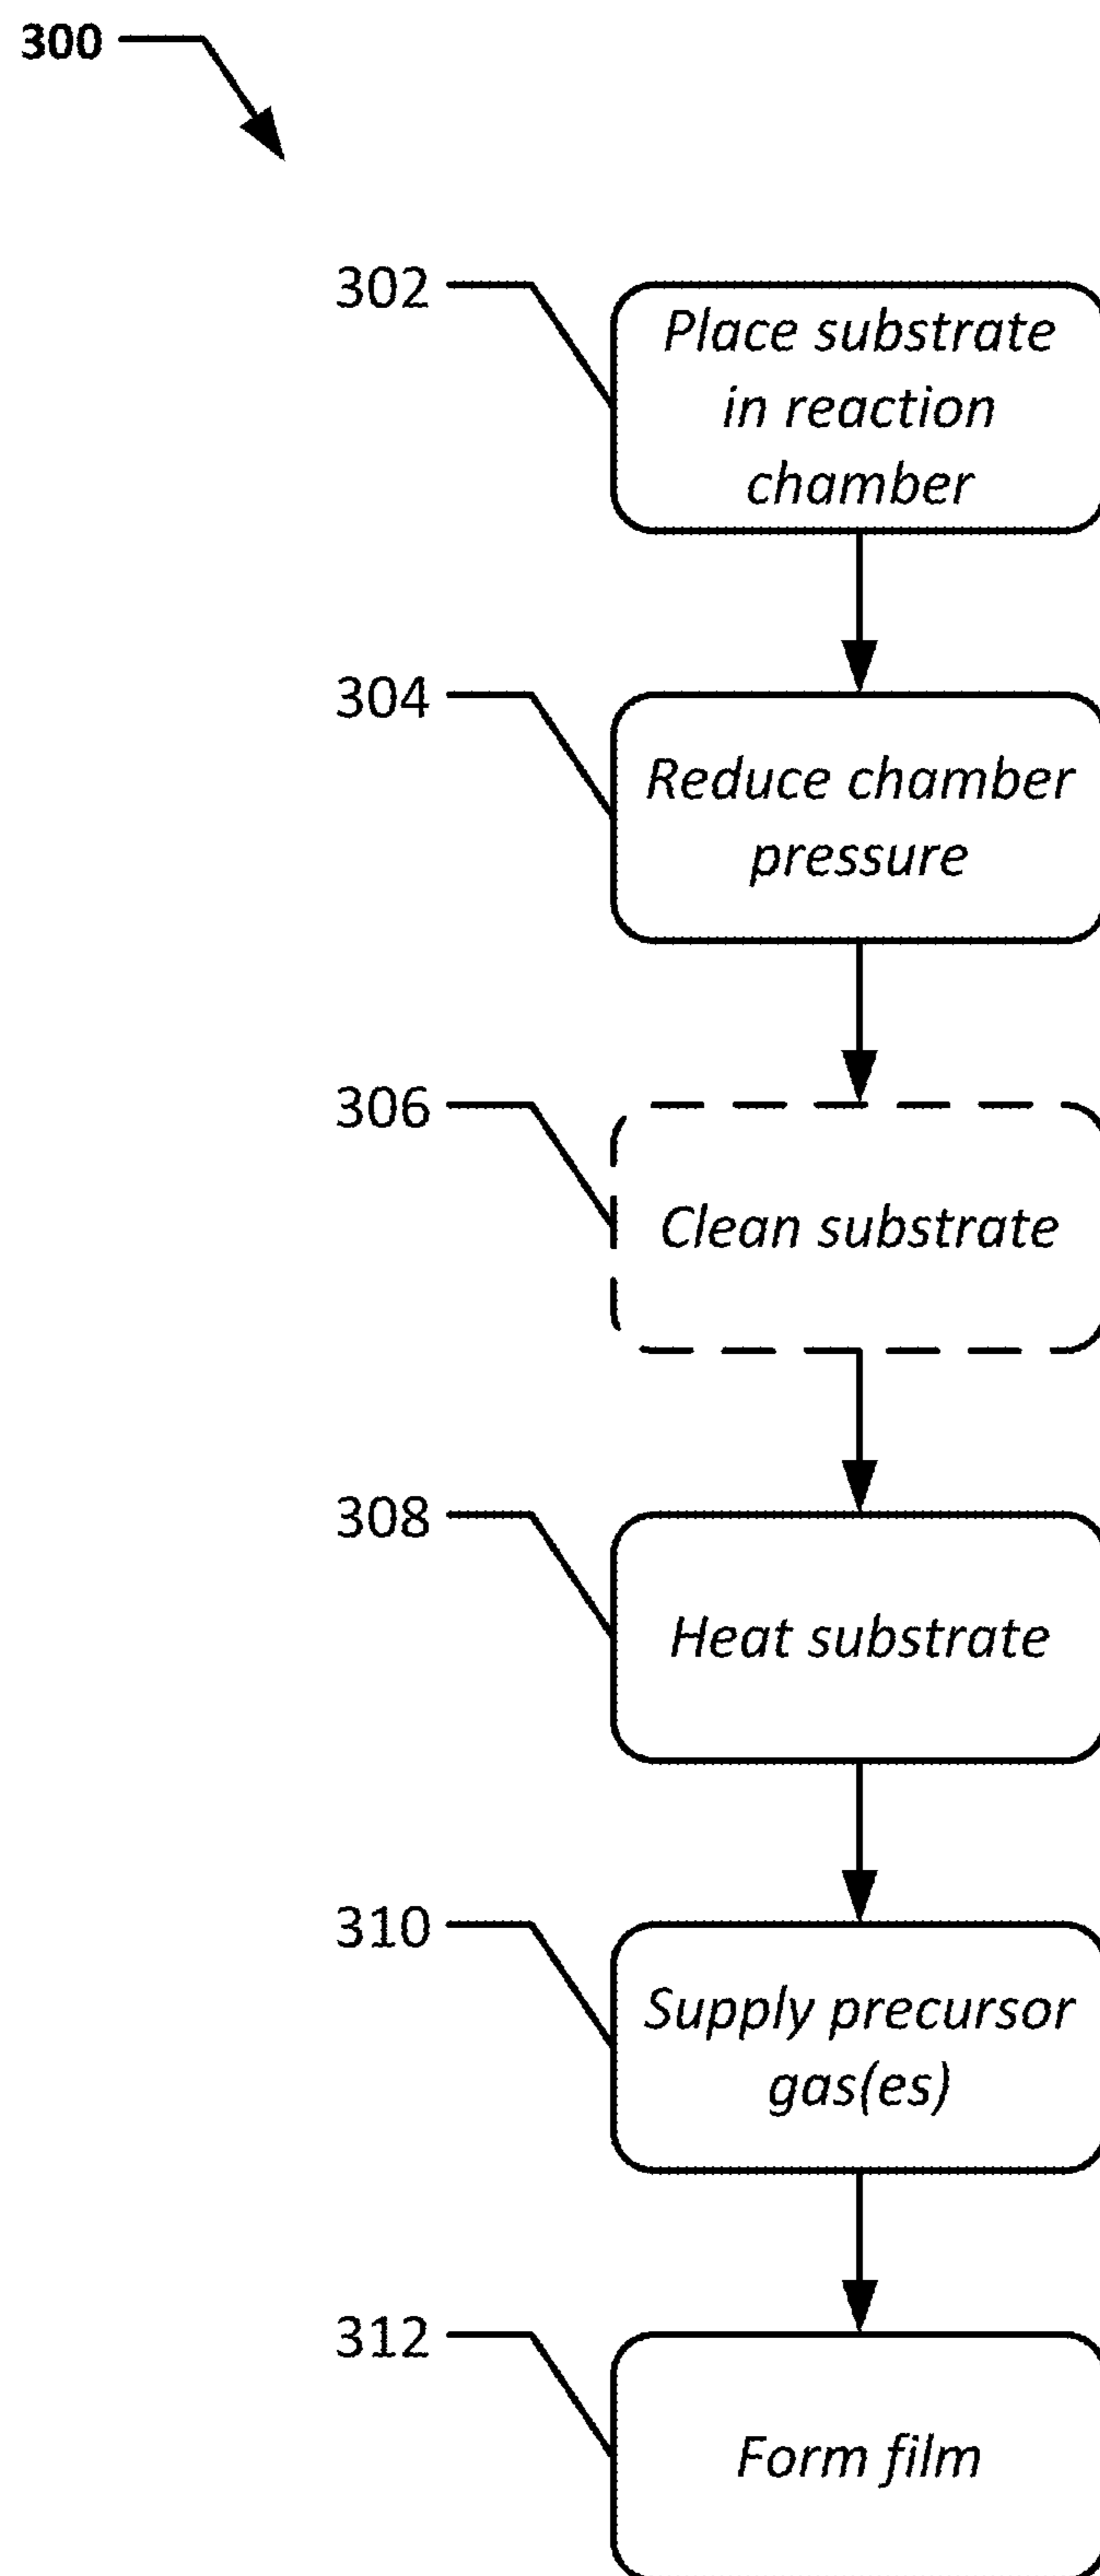 300
302
Place substrate
in reaction
chamber
304
Reduce chamber
pressure
306
Clean substrate
308
Heat substrate
310
Supply precursor
gas(es)
312
Form film